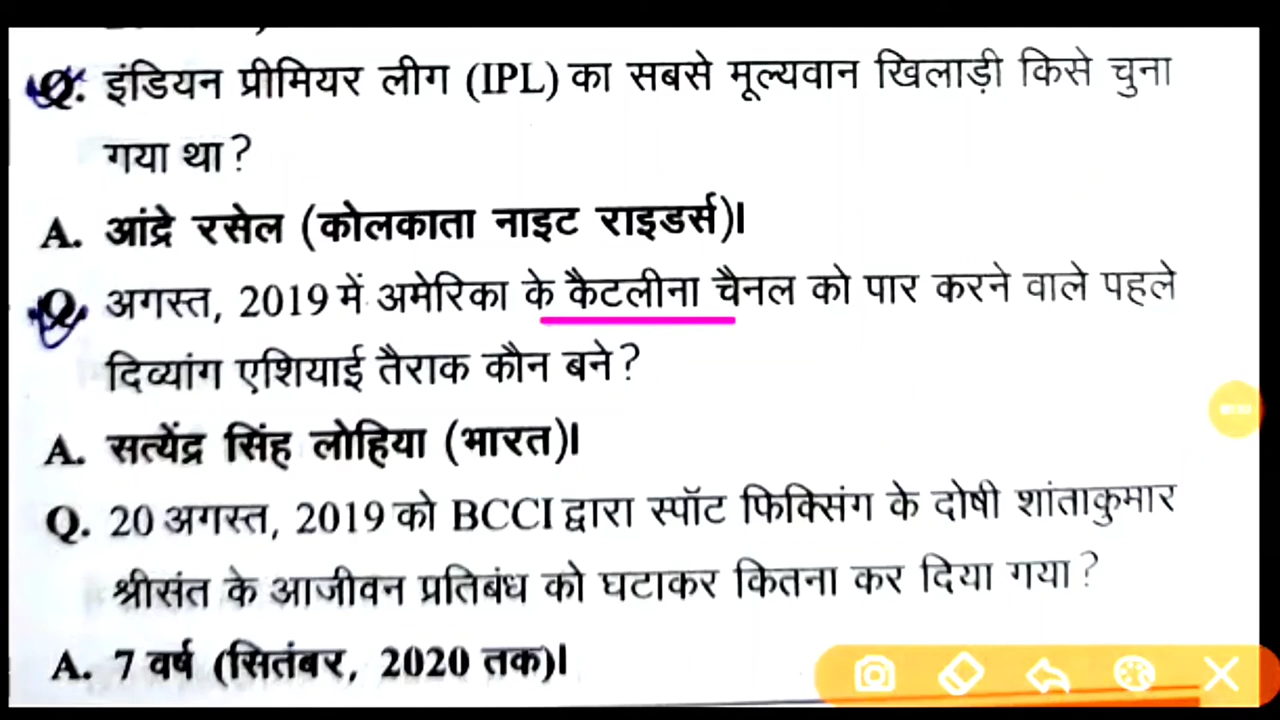 Q. इंडियन प्रीमियर लीग (IPL) का सबसे मूल्यवान खिलाड़ी किसे चुना
गया था?
A. आंद्रे रसेल (कोलकाता नाइट राइडर्स)।
Q. अगस्त, 2019 में अमेरिका के कैटलीना चैनल को पार करने वाले पहले
दिव्यांग एशियाई तैराक कौन बने?
A. सत्येंद्र सिंह लोहिया (भारत)।
Q. 20 अगस्त, 2019 को BCCI द्वारा स्पॉट फिक्सिंग के दोषी शांताकुमार
श्रीसंत के आजीवन प्रतिबंध को घटाकर कितना कर दिया गया?
A. 7 वर्ष (सितंबर, 2020 तक)।